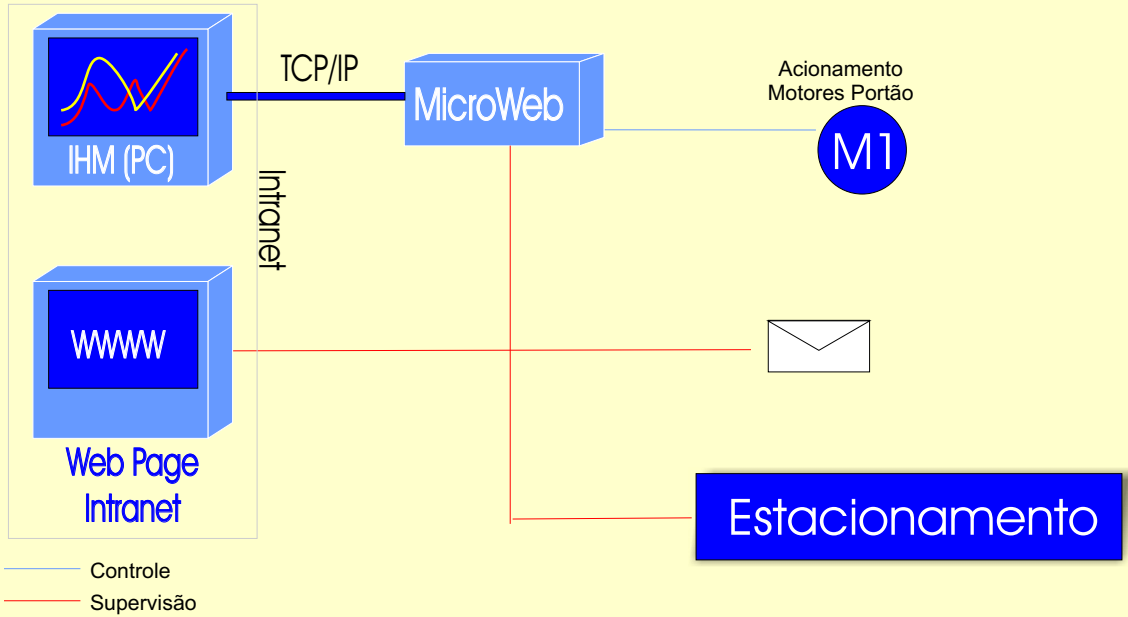 TCP/IP
MicroWeb
Acionamento
Motores Portão
M1
IHM (PC)
Intranet
WWWW
Web Page
Intranet
Estacionamento
Controle
Supervisão